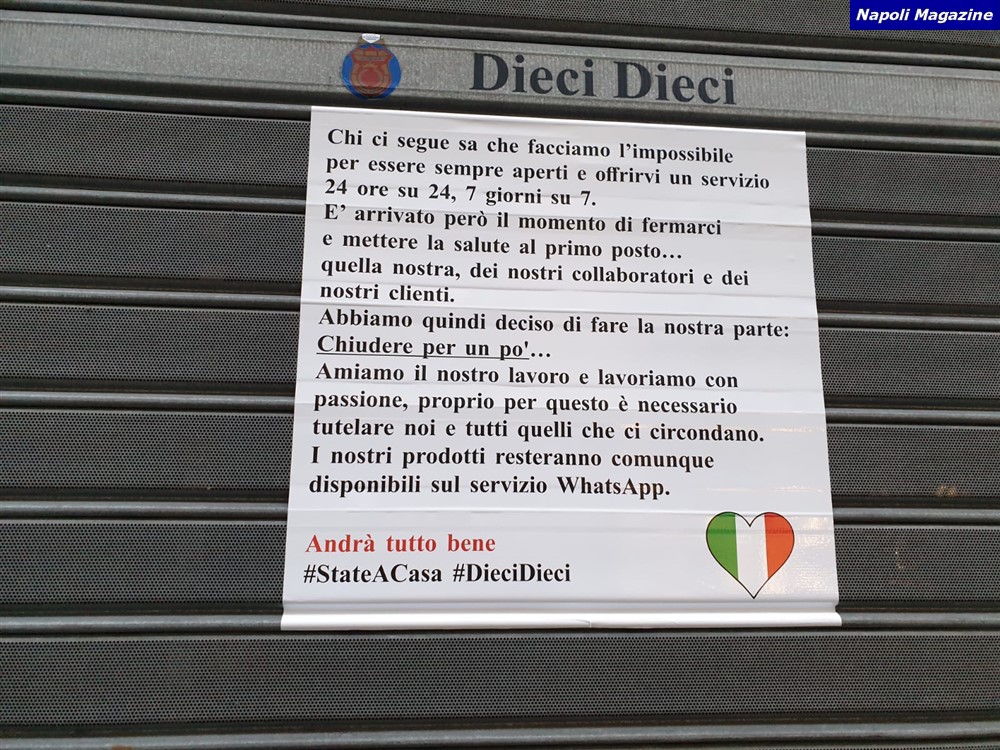 Napoli Magazine
Dieci Dieci
Chi ci segue sa che facciamo l'impossibile
per essere sempre aperti e offrirvi un servizio
24 ore su 24, 7 giorni su 7.
E' arrivato però il momento di fermarci
e mettere la salute al primo posto...
quella nostra, dei nostri collaboratori e dei
nostri clienti.
Abbiamo quindi deciso di fare la nostra parte:
Chiudere per un po'...
Amiamo il nostro lavoro e lavoriamo con
passione, proprio per questo è necessario
tutelare noi e tutti quelli che ci circondano.
I nostri prodotti resteranno comunque
disponibili sul servizio WhatsApp.
Andrà tutto bene
#StateACasa #DieciDieci